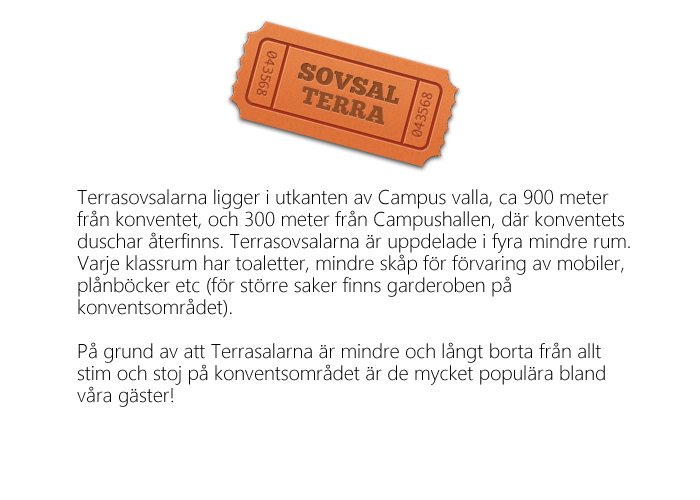 043568
SOVSAL
TERRA
043568
Terrasovsalarna ligger i utkanten av Campus valla, ca 900 meter
från konventet, och 300 meter från Campushallen, där konventets
duschar återfinns. Terrasovsalarna är uppdelade i fyra mindre rum.
Varje klassrum har toaletter, mindre skåp för förvaring av mobiler,
plånböcker etc (för större saker finns garderoben på
konventsområdet).
På grund av att Terrasalarna är mindre och långt borta från allt
stim och stoj på konventsområdet är de mycket populära bland
våra gäster!